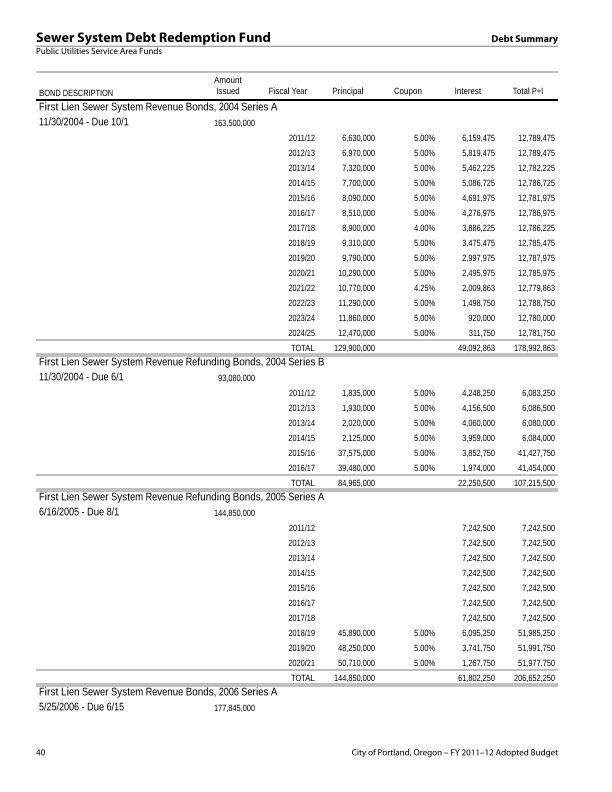 Sewer System Debt Redemption Fund Debt Summary
Public Utilities Service Area Funds
Amount
BOND DESCRIPTION Issued Fiscal Year Principal Coupon Interest Total P+I
First Lien Sewer System Revenue Bonds, 2004 Series A
11/30/2004 - Due 10/1 163,500,000
2011/12 6,630,000 5.00% 6,159,475 12,789,475
2012/13 6,970,000 5.00% 5,819,475 12,789,475
2013/14 7,320,000 5.00% 5,462,225 12,782,225
2014/15 7,700,000 5.00% 5,086,725 12,786,725
2015/16 8,090,000 5.00% 4,691,975 12,781,975
2016/17 8,510,000 5.00% 4,276,975 12,786,975
2017/18 8,900,000 4.00% 3,886,225 12,786,225
2018/19 9,310,000 5.00% 3,475,475 12,785,475
2019/20 9,790,000 5.00% 2,997,975 12,787,975
2020/21 10,290,000 5.00% 2,495,975 12,785,975
2021/22 10,770,000 4.25% 2,009,863 12,779,863
2022/23 11,290,000 5.00% 1,498,750 12,788,750
2023/24 11,860,000 5.00% 920,000 12,780,000
2024/25 12,470,000 5.00% 311,750 12,781,750
TOTAL 129,900,000 49,092,863 178,992,863
First Lien Sewer System Revenue Refunding Bonds, 2004 Series B
11/30/2004 - Due 6/1 93,080,000
2011/12 1,835,000 5.00% 4,248,250 6,083,250
2012/13 1,930,000 5.00% 4,156,500 6,086,500
2013/14 2,020,000 5.00% 4,060,000 6,080,000
2014/15 2,125,000 5.00% 3,959,000 6,084,000
2015/16 37,575,000 5.00% 3,852,750 41,427,750
2016/17 39,480,000 5.00% 1,974,000 41,454,000
TOTAL 84,965,000 22,250,500 107,215,500
First Lien Sewer System Revenue Refunding Bonds, 2005 Series A
6/16/2005 - Due 8/1 144,850,000
2011/12 7,242,500 7,242,500
2012/13 7,242,500 7,242,500
2013/14 7,242,500 7,242,500
2014/15 7,242,500 7,242,500
2015/16 7,242,500 7,242,500
2016/17 7,242,500 7,242,500
2017/18 7,242,500 7,242,500
2018/19 45,890,000 5.00% 6,095,250 51,985,250
2019/20 48,250,000 5.00% 3,741,750 51,991,750
2020/21 50,710,000 5.00% 1,267,750 51,977,750
TOTAL 144,850,000 61,802,250 206,652,250
First Lien Sewer System Revenue Bonds, 2006 Series A
5/25/2006 - Due 6/15 177,845,000
40 City of Portland, Oregon – FY 2011–12 Adopted Budget